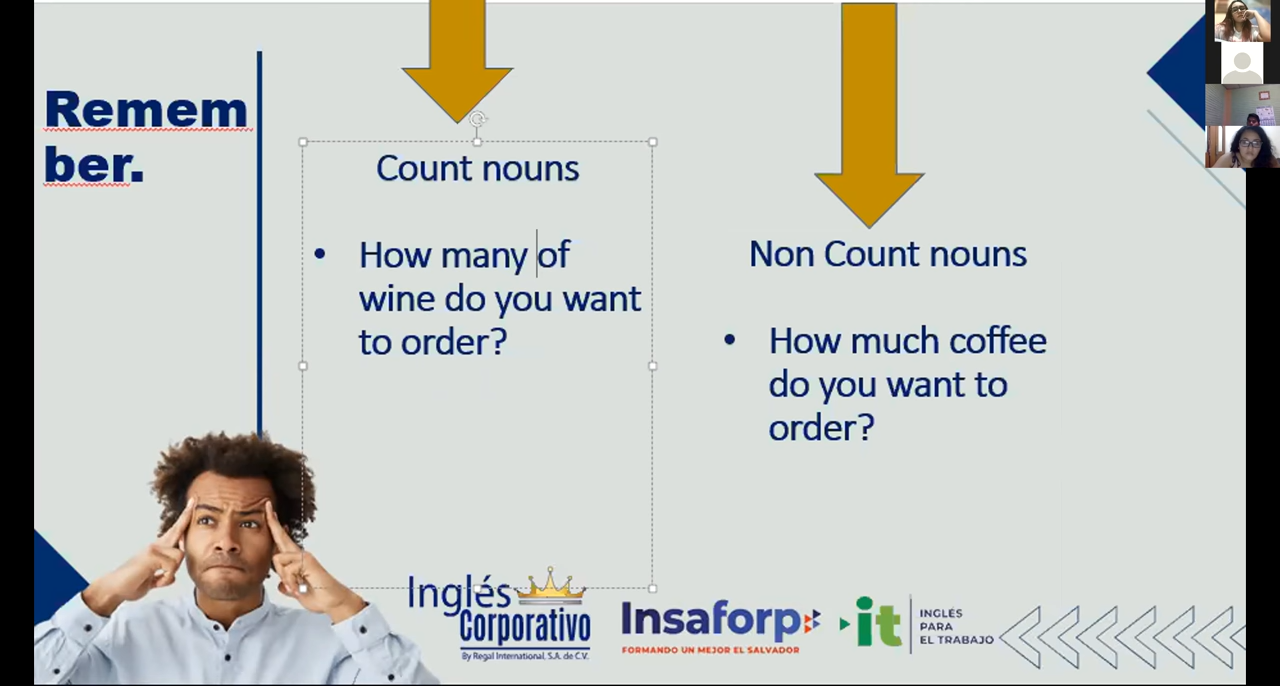 Remem
ber.
Count nouns
• How many of
wine do you want
to order?
Non Count nouns
• How much coffee
do you want to
order?
Inglés
Corporativo
By Regal International, S.A. de C.V.
Insaforp
FORMANDO UN MEJOR EL SALVADOR
it
INGLÉS
PARA
EL TRABAJO